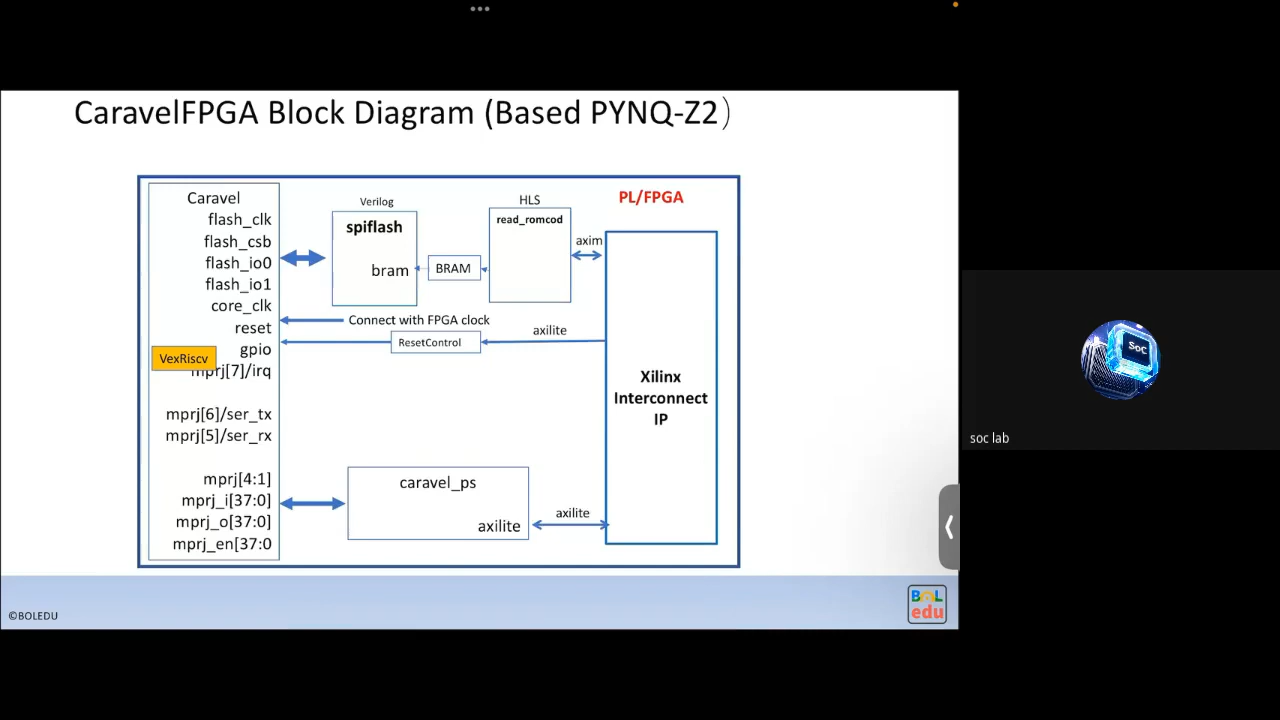 CaravelFPGA Block Diagram (Based PYNQ-Z2）
Caravel
flash_clk
flash_csb
flash_io0
flash_io1
core_clk
reset
gpio
VexRiscv
mprj[7]/irq
mprj[6]/ser_tx
mprj[5]/ser_rx
mprj[4:1]
mprj_i[37:0]
mprj_o[37:0]
mprj_en[37:0
Verilog
spiflash
bram
BRAM
HLS
read_romcod
axim
PL/FPGA
Connect with FPGA clock
ResetControl
axilite
Xilinx
Interconnect
IP
caravel_ps
axilite
axilite
©BOLEDU
BOL
edu
SoC
soc lab